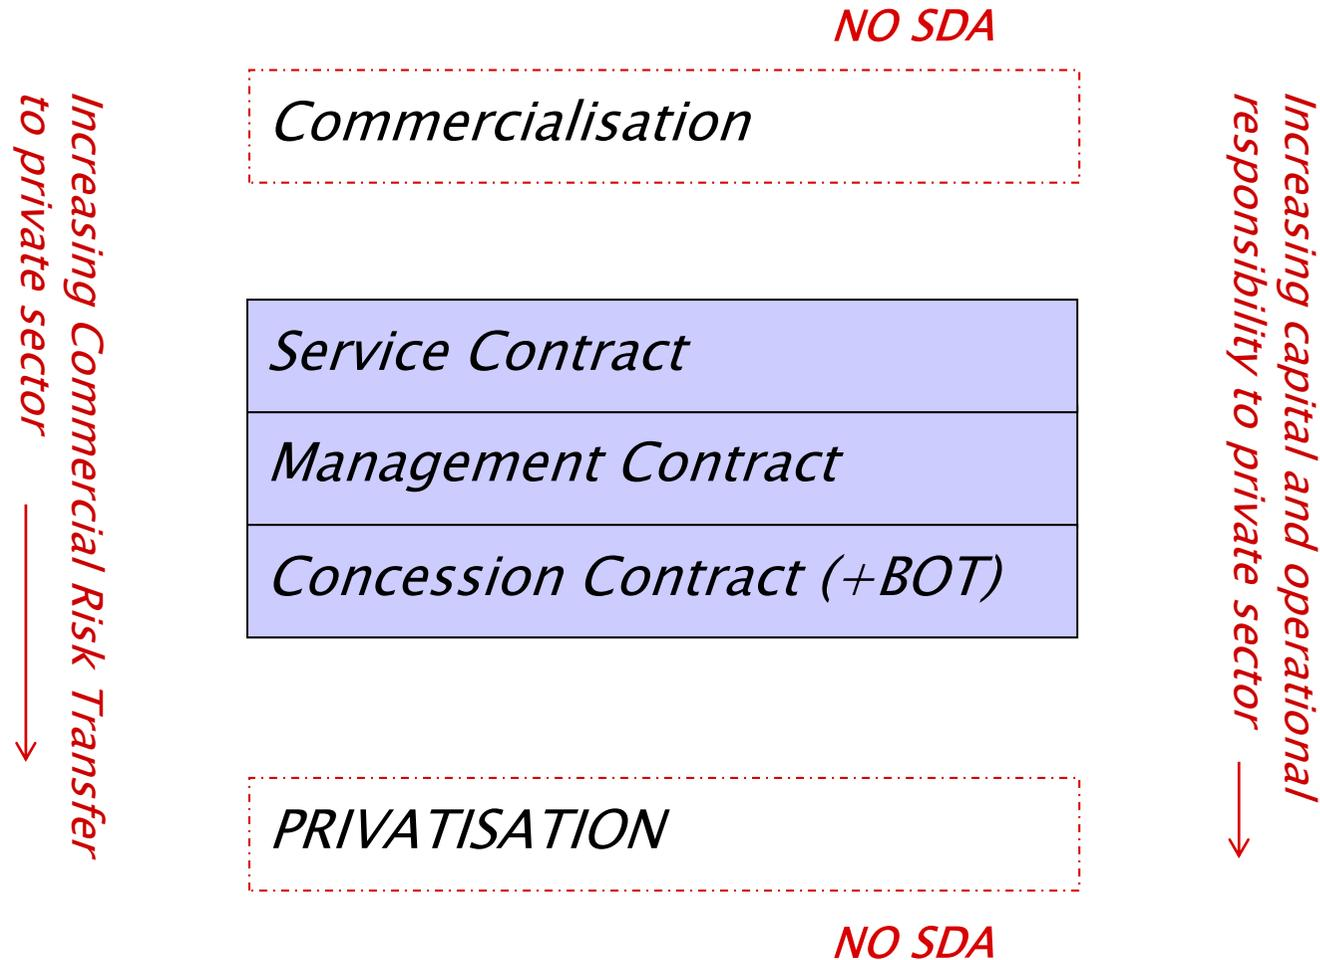 NO SDA
Commercialisation
Increasing Commercial Risk Transfer
to private sector
Increasing capital and operational
responsibility to private sector
Service Contract
Management Contract
Concession Contract (+BOT)
PRIVATISATION
NO SDA